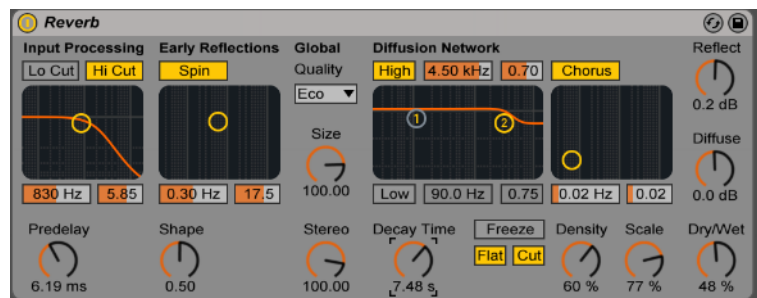 Reverb
Input Processing Early Reflections Global Diffusion Network Reflect
Lo Cut Hi Cut Spin Quality High 4.50 kHz 0.70 Chorus
Eco
0.2 dB
1
2
Size Diffuse
830 Hz 5.85 0.30 Hz 17.5 100.00 Low 90.0 Hz 0.75 0.02 Hz 0.02 0.0 dB
Predelay Shape Stereo Decay Time Freeze Density Scale Dry/Wet
Flat Cut
6.19 ms 0.50 100.00 7.48 s 60 % 77 % 48 %